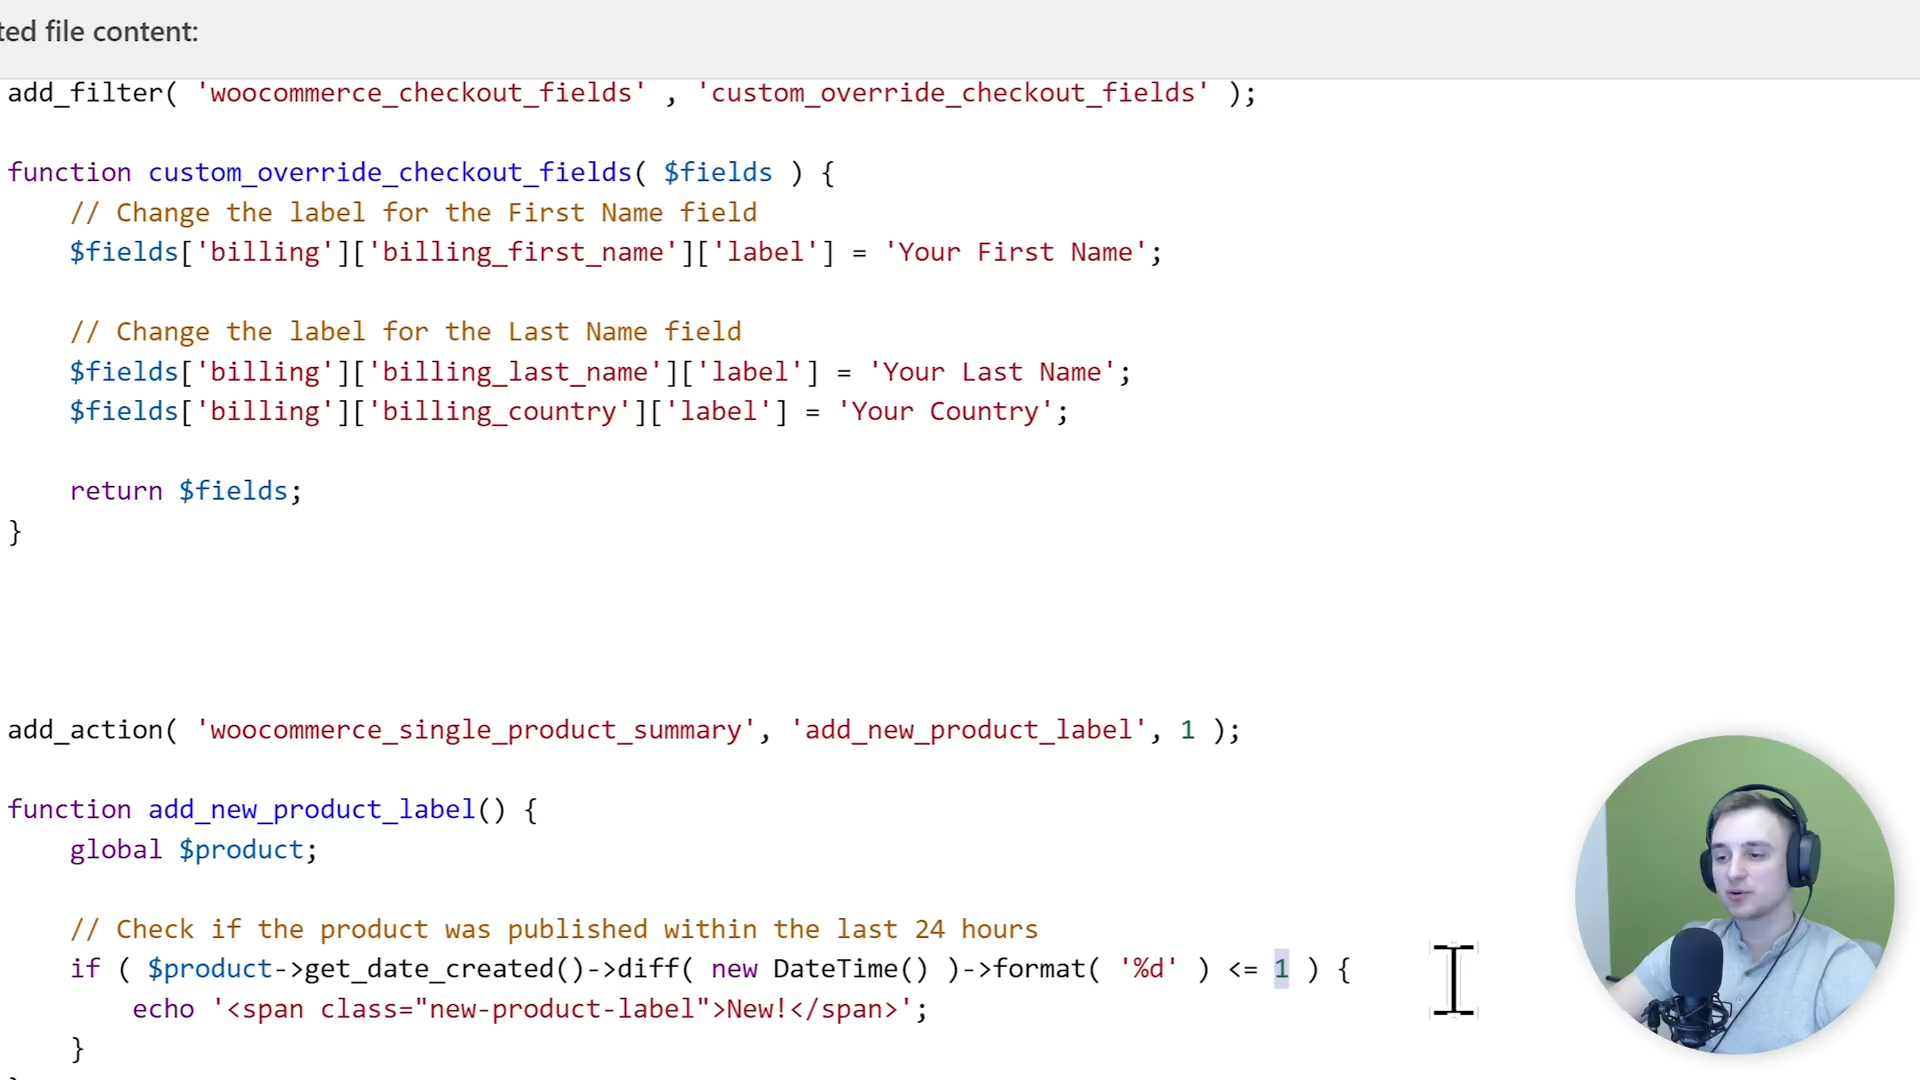 ted file content:
add_filter( 'woocommerce_checkout_fields' , 'custom_override_checkout_fields' );
function custom_override_checkout_fields( $fields ) {
// Change the label for the First Name field
$fields['billing']['billing_first_name']['label'] = 'Your First Name';
// Change the label for the Last Name field
$fields['billing']['billing_last_name']['label'] = 'Your Last Name';
$fields['billing']['billing_country']['label'] = 'Your Country';
return $fields;
}
add_action( 'woocommerce_single_product_summary', 'add_new_product_label', 1 );
function add_new_product_label() {
global $product;
// Check if the product was published within the last 24 hours
if ( $product->get_date_created()->diff( new DateTime() )->format( '%d' ) <= 1 ) {
echo '<span class="new-product-label">New!</span>';
}